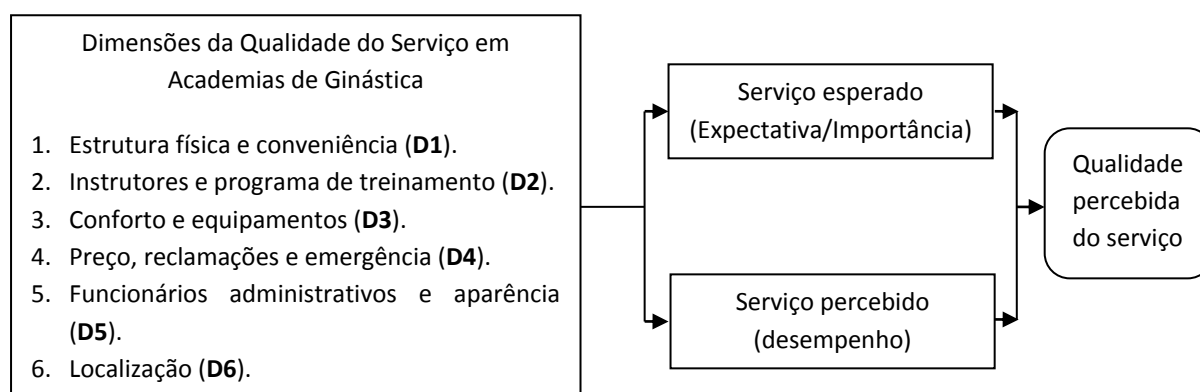 Dimensões da Qualidade do Serviço em
Academias de Ginástica
1. Estrutura física e conveniência (D1).
2. Instrutores e programa de treinamento (D2).
3. Conforto e equipamentos (D3).
4. Preço, reclamações e emergência (D4).
5. Funcionários administrativos e aparência
(D5).
6. Localização (D6).
Serviço esperado
(Expectativa/Importância)
Serviço percebido
(desempenho)
Qualidade
percebida
do serviço